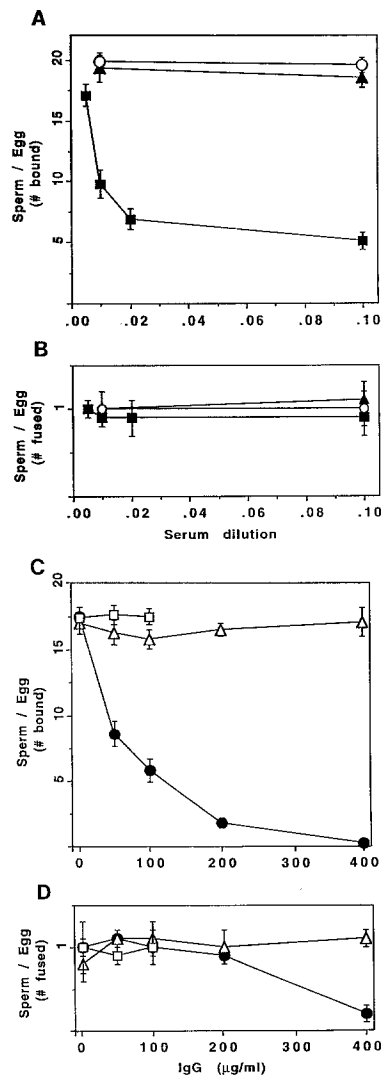 A
Sperm / Egg
(# bound)
20
15
10
5
.00 .02 .04 .06 .08 .10
B
Sperm / Egg
(# fused)
1
.00 .02 .04 .06 .08 .10
Serum dilution
C
Sperm / Egg
(# bound)
20
15
10
5
0 100 200 300 400
D
Sperm / Egg
(# fused)
1
0 100 200 300 400
IgG (µg/ml)